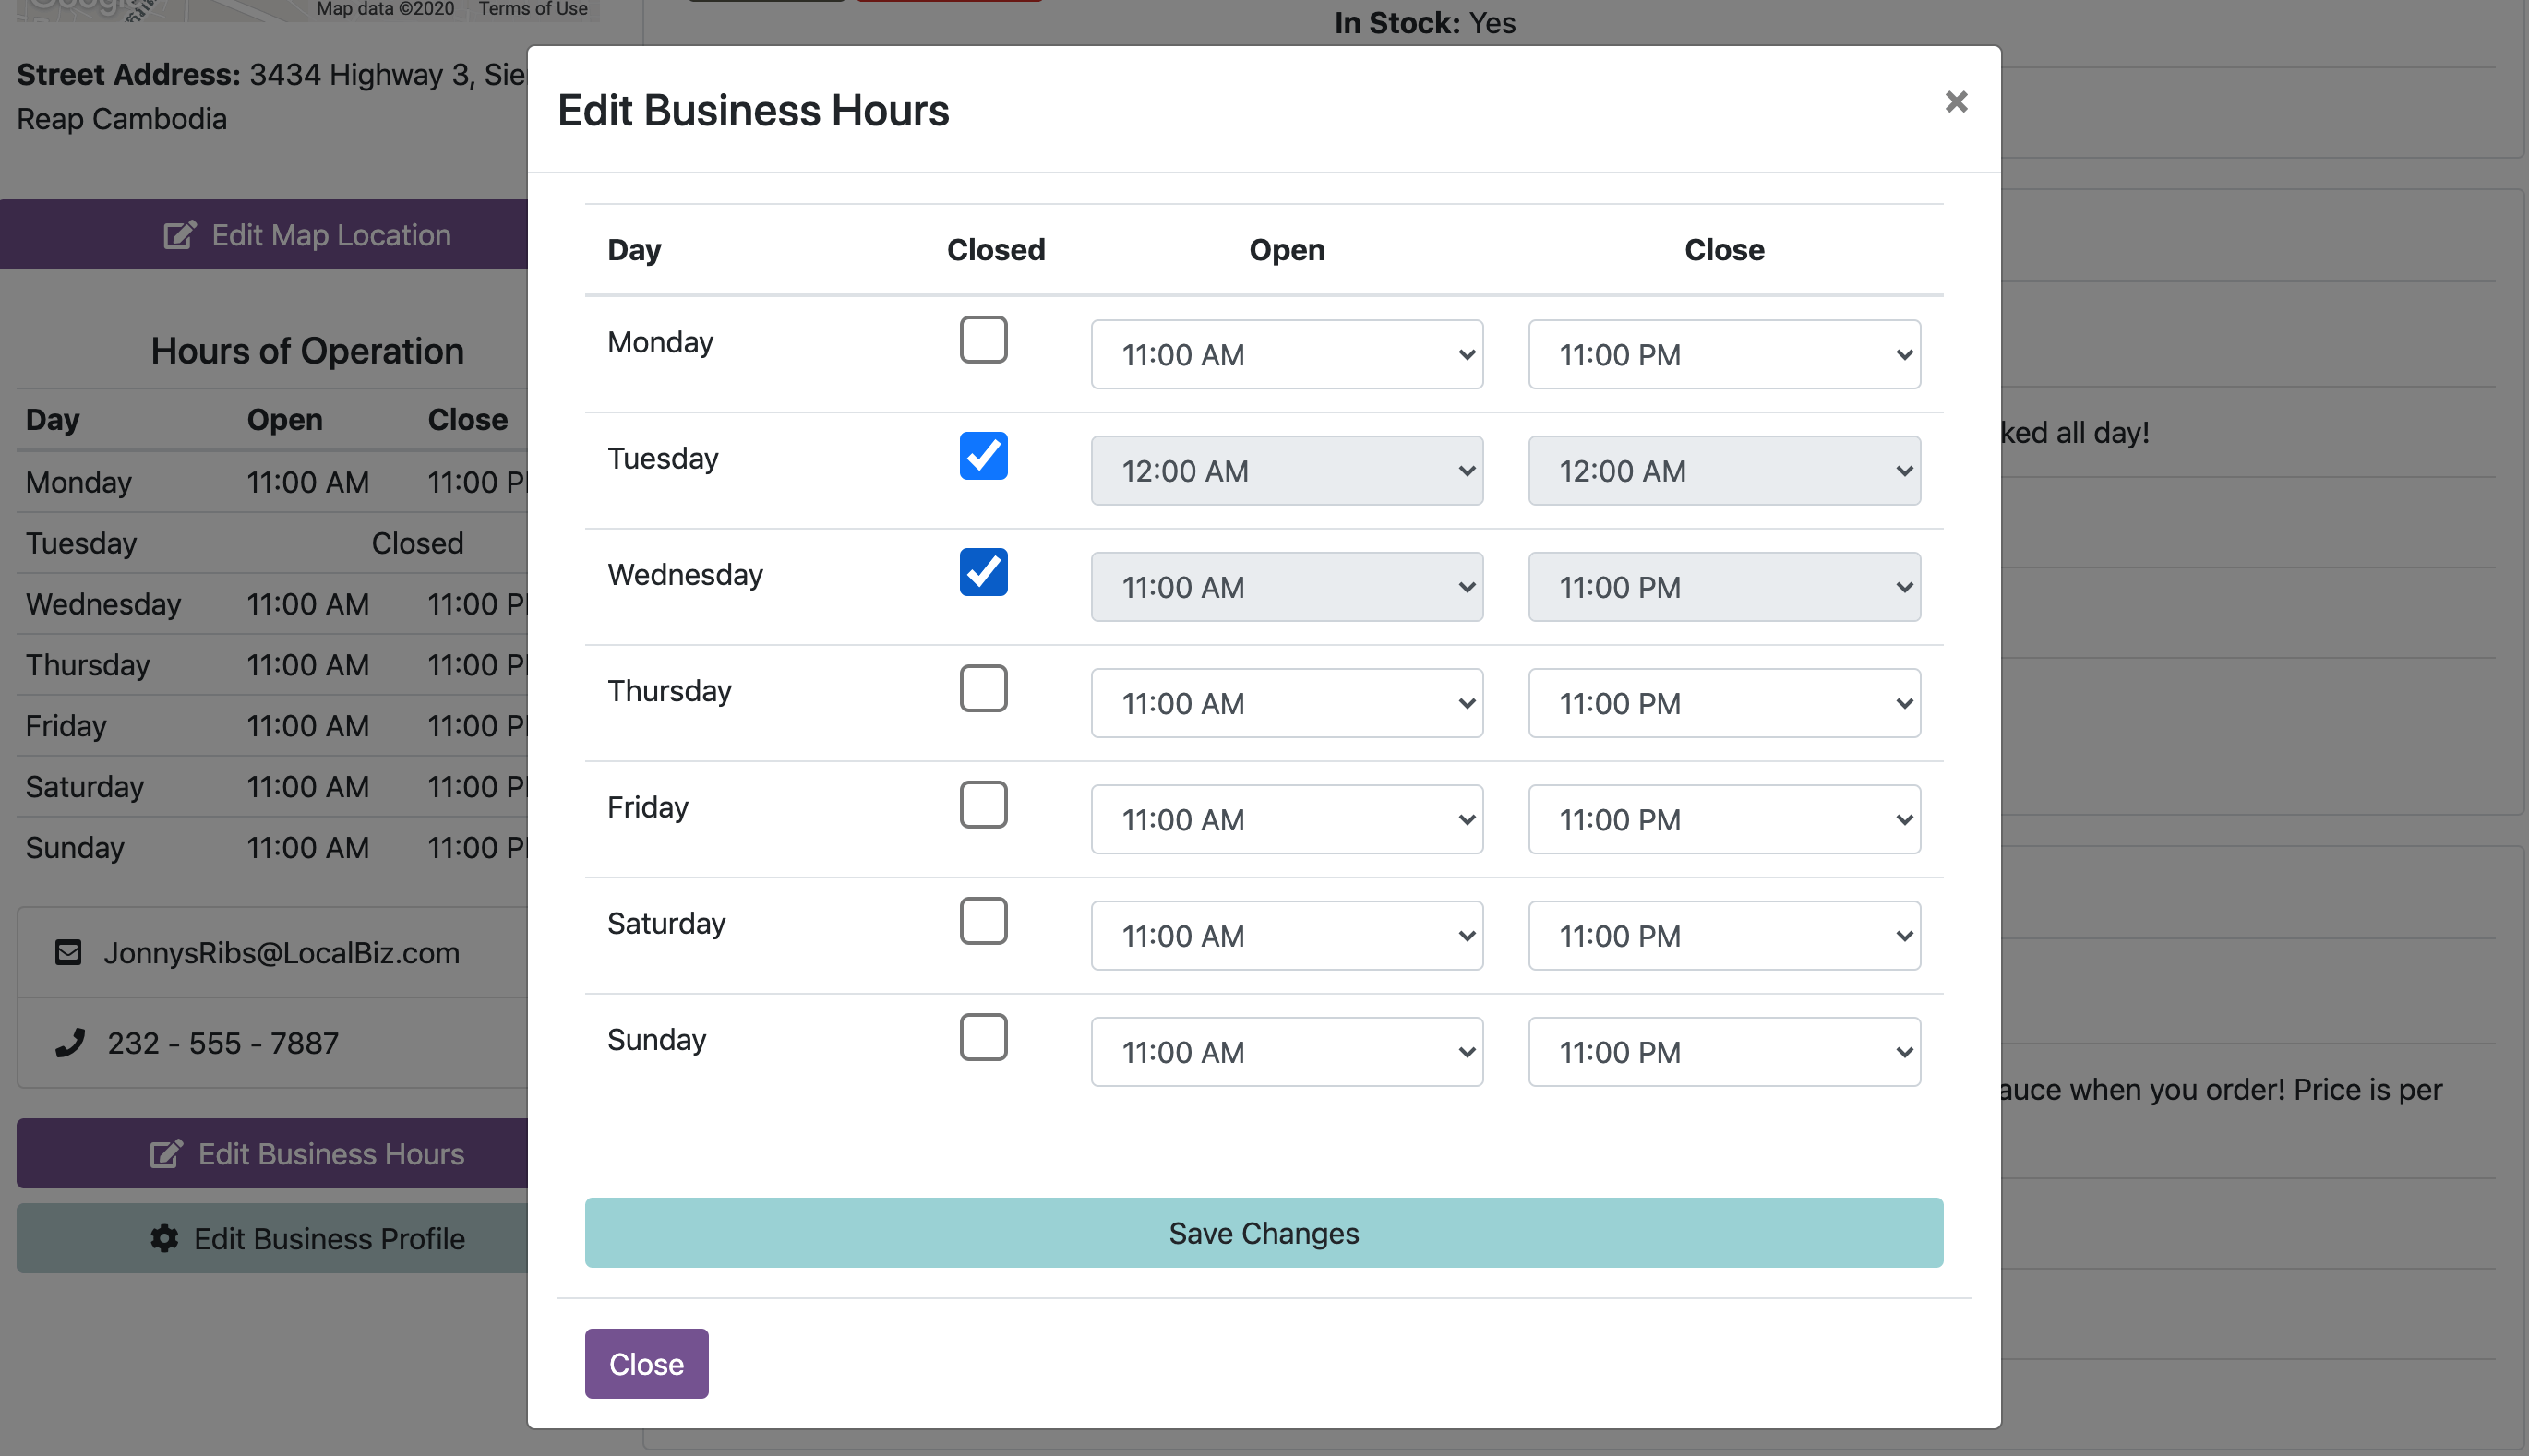 Map data ©2020 Terms of Use
Street Address: 3434 Highway 3, Sie
Reap Cambodia
Edit Map Location
Hours of Operation
Day Open Close
Monday 11:00 AM 11:00 P
Tuesday Closed
Wednesday 11:00 AM 11:00 P
Thursday 11:00 AM 11:00 P
Friday 11:00 AM 11:00 P
Saturday 11:00 AM 11:00 P
Sunday 11:00 AM 11:00 P
JonnysRibs@LocalBiz.com
232 - 555 - 7887
Edit Business Hours
Edit Business Profile
In Stock: Yes
Edit Business Hours ×
Day Closed Open Close
Monday 11:00 AM 11:00 PM
Tuesday 12:00 AM 12:00 AM
Wednesday 11:00 AM 11:00 PM
Thursday 11:00 AM 11:00 PM
Friday 11:00 AM 11:00 PM
Saturday 11:00 AM 11:00 PM
Sunday 11:00 AM 11:00 PM
Save Changes
Close
ked all day!
auce when you order! Price is per